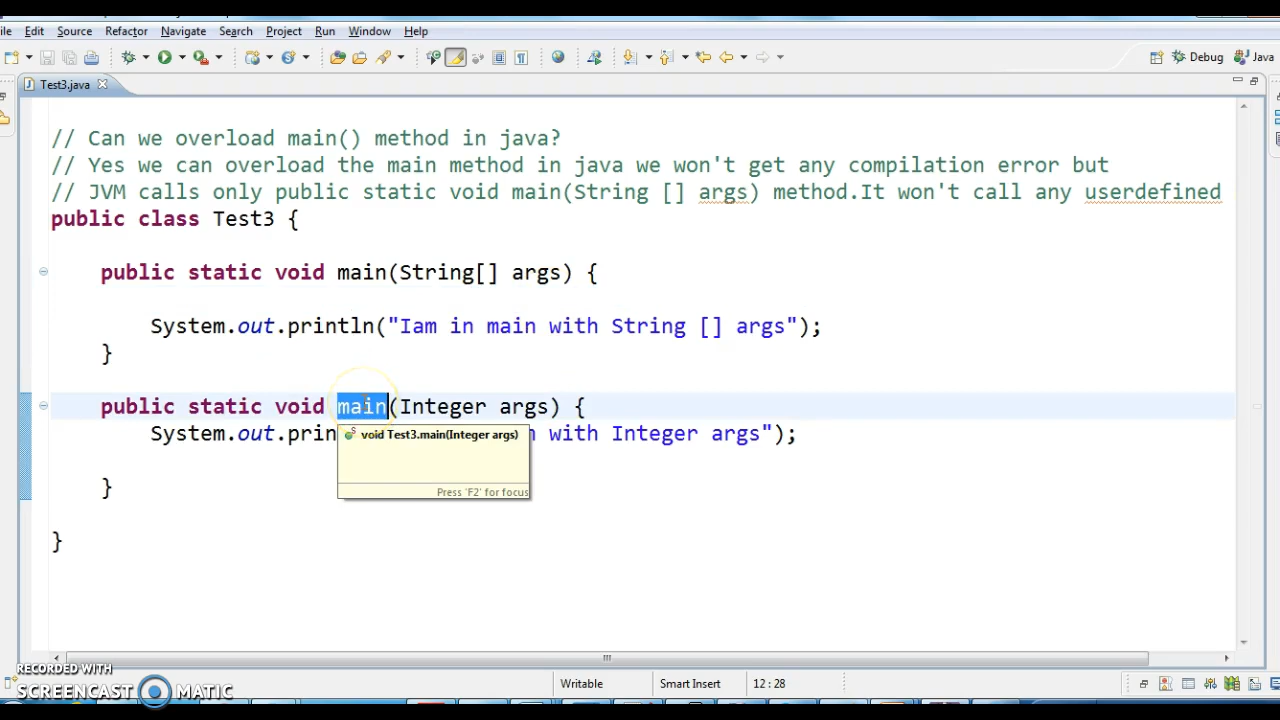 ile Edit Source Refactor Navigate Search Project Run Window Help
Debug Java
Test3.java
// Can we overload main() method in java?
// Yes we can overload the main method in java we won't get any compilation error but
// JVM calls only public static void main(String [] args) method.It won't call any userdefined
public class Test3 {
public static void main(String[] args) {
System.out.println("Iam in main with String [] args");
}
public static void main(Integer args) {
System.out.prin with Integer args");
void Test3.main(Integer args)
Press 'F2' for focus
}
}
RECORDED WITH
SCREENCAST MATIC
Writable Smart Insert 12 : 28